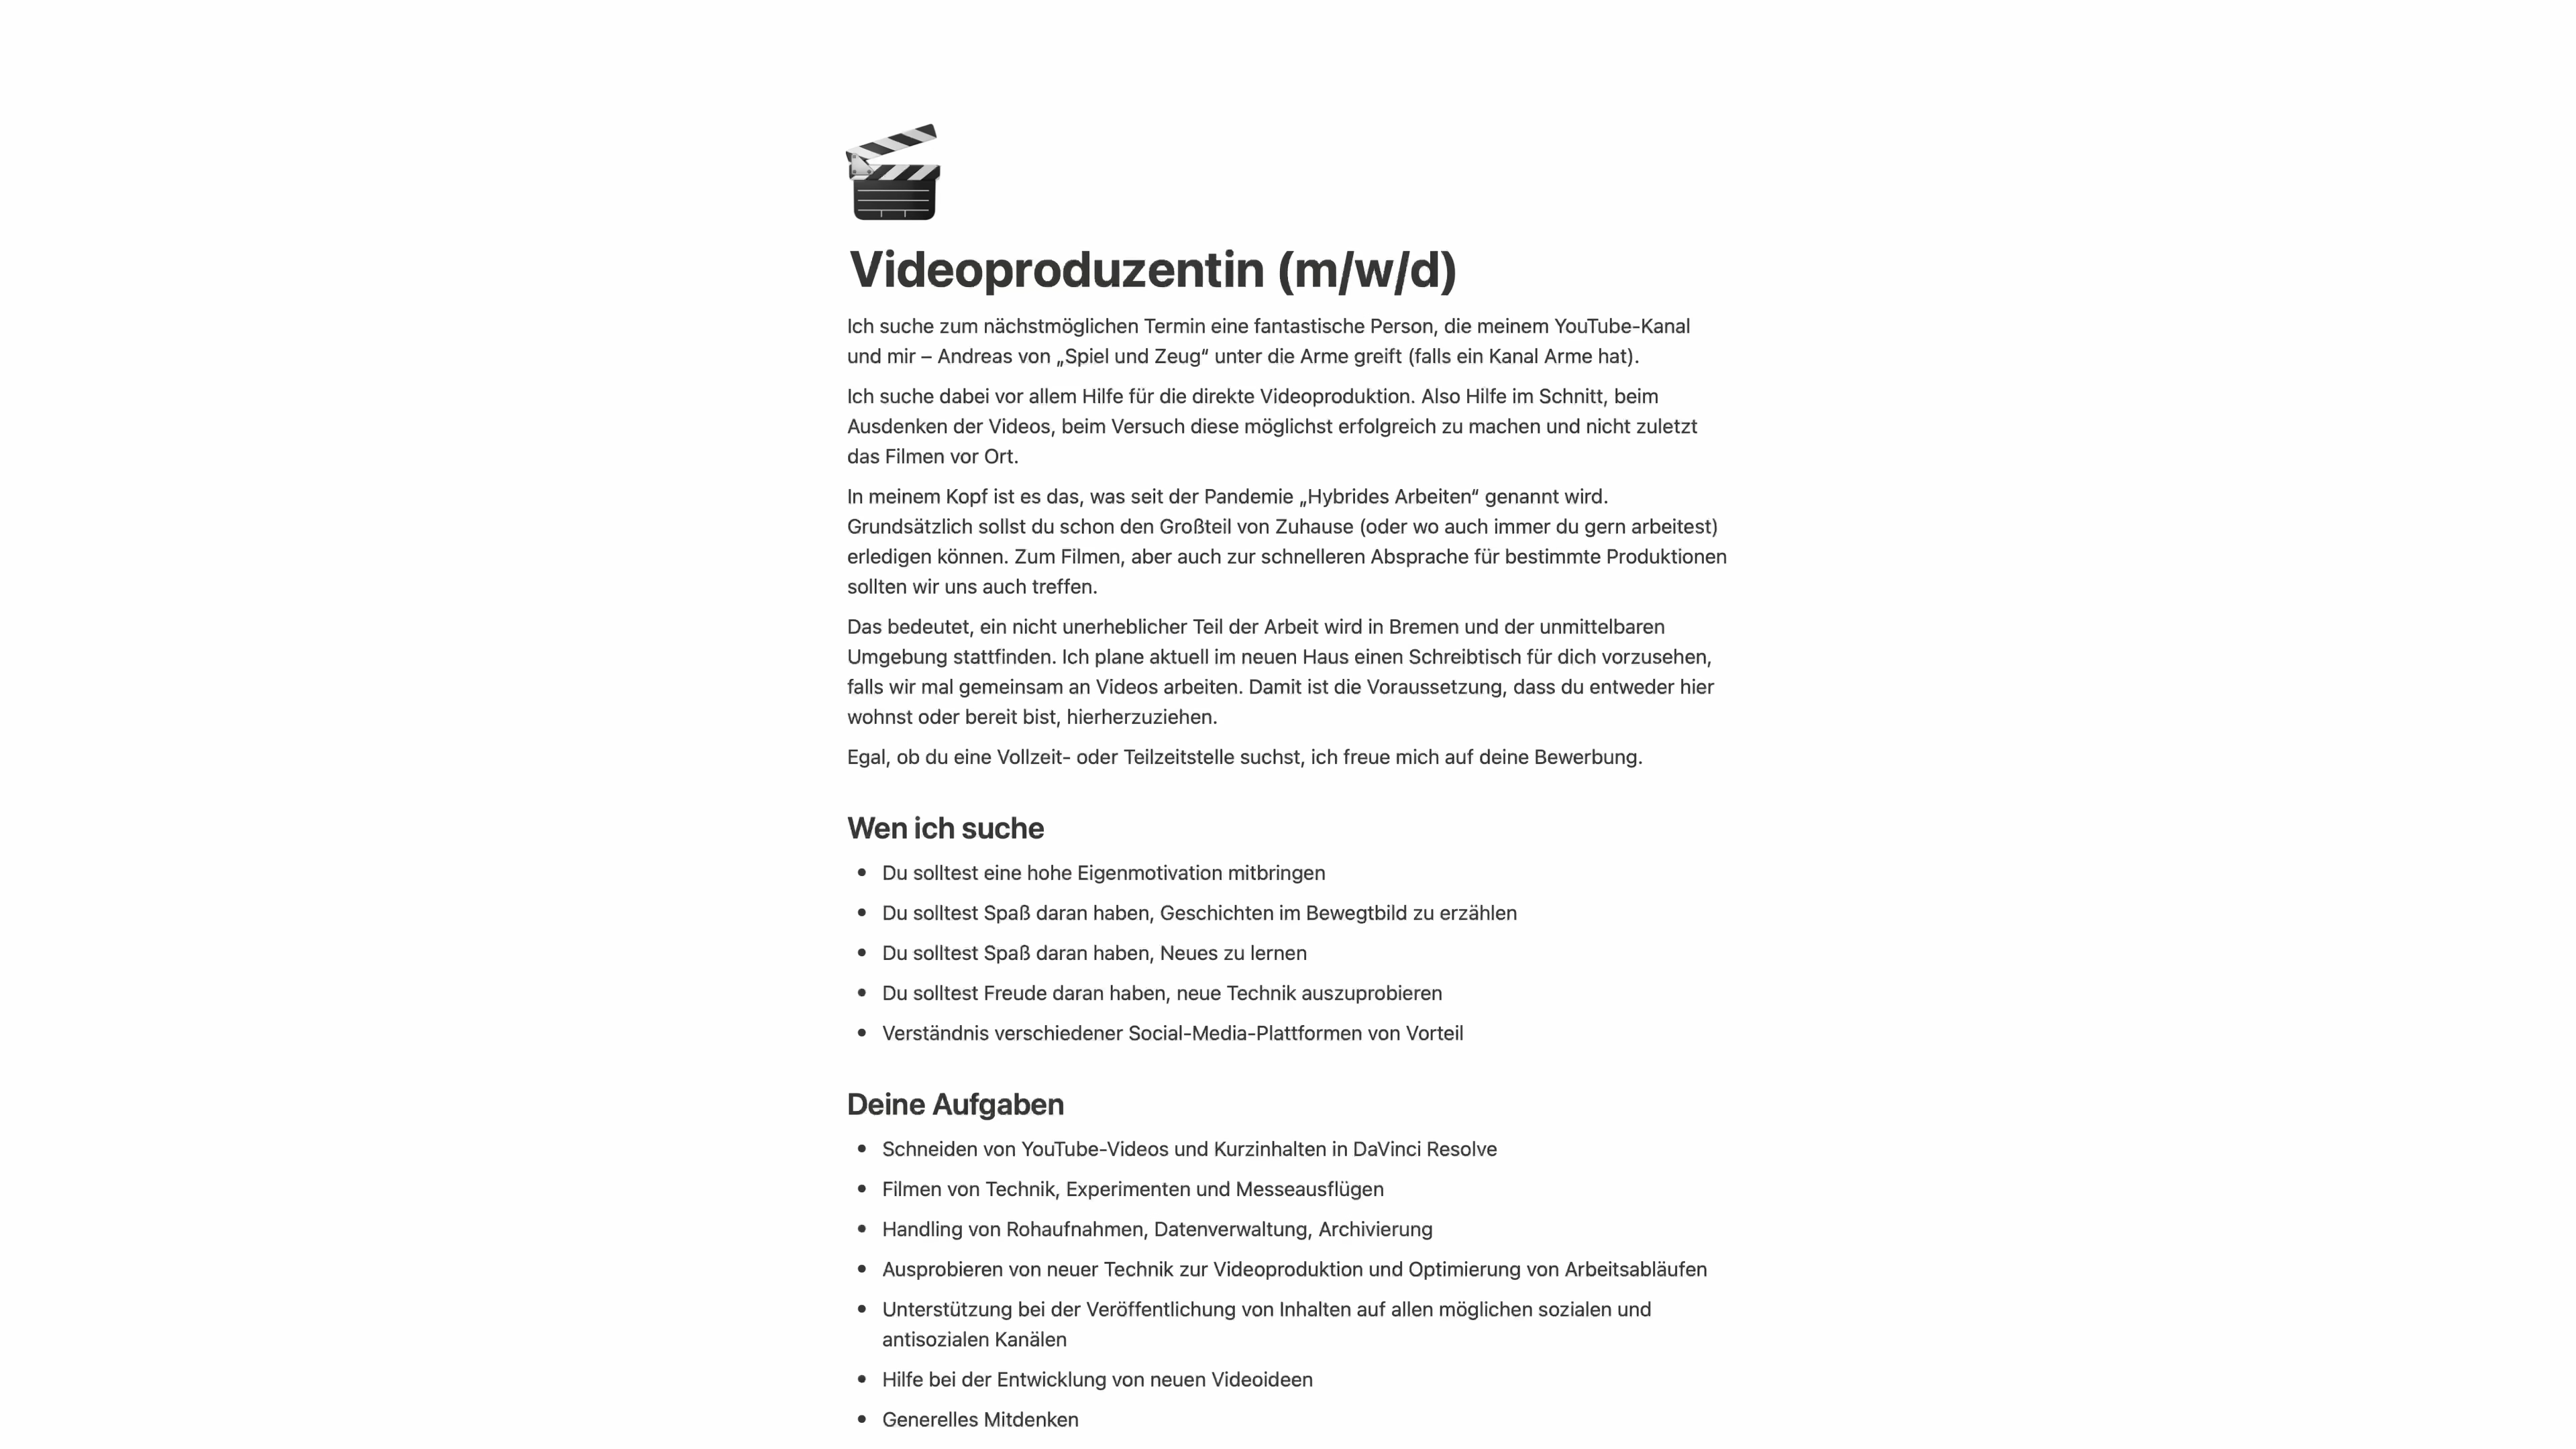 Videoproduzentin (m/w/d)
Ich suche zum nächstmöglichen Termin eine fantastische Person, die meinem YouTube-Kanal
und mir – Andreas von „Spiel und Zeug“ unter die Arme greift (falls ein Kanal Arme hat).
Ich suche dabei vor allem Hilfe für die direkte Videoproduktion. Also Hilfe im Schnitt, beim
Ausdenken der Videos, beim Versuch diese möglichst erfolgreich zu machen und nicht zuletzt
das Filmen vor Ort.
In meinem Kopf ist es das, was seit der Pandemie „Hybrides Arbeiten“ genannt wird.
Grundsätzlich sollst du schon den Großteil von Zuhause (oder wo auch immer du gern arbeitest)
erledigen können. Zum Filmen, aber auch zur schnelleren Absprache für bestimmte Produktionen
sollten wir uns auch treffen.
Das bedeutet, ein nicht unerheblicher Teil der Arbeit wird in Bremen und der unmittelbaren
Umgebung stattfinden. Ich plane aktuell im neuen Haus einen Schreibtisch für dich vorzusehen,
falls wir mal gemeinsam an Videos arbeiten. Damit ist die Voraussetzung, dass du entweder hier
wohnst oder bereit bist, hierherzuziehen.
Egal, ob du eine Vollzeit- oder Teilzeitstelle suchst, ich freue mich auf deine Bewerbung.
Wen ich suche
• Du solltest eine hohe Eigenmotivation mitbringen
• Du solltest Spaß daran haben, Geschichten im Bewegtbild zu erzählen
• Du solltest Spaß daran haben, Neues zu lernen
• Du solltest Freude daran haben, neue Technik auszuprobieren
• Verständnis verschiedener Social-Media-Plattformen von Vorteil
Deine Aufgaben
• Schneiden von YouTube-Videos und Kurzinhalten in DaVinci Resolve
• Filmen von Technik, Experimenten und Messeausflügen
• Handling von Rohaufnahmen, Datenverwaltung, Archivierung
• Ausprobieren von neuer Technik zur Videoproduktion und Optimierung von Arbeitsabläufen
• Unterstützung bei der Veröffentlichung von Inhalten auf allen möglichen sozialen und
antisozialen Kanälen
• Hilfe bei der Entwicklung von neuen Videoideen
• Generelles Mitdenken